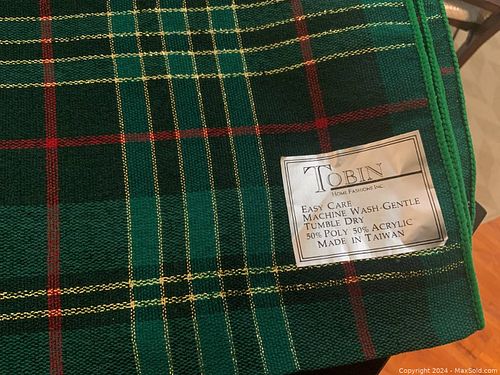 TOBIN
HOME FASHIONS INC.
EASY CARE
MACHINE WASH-GENTLE
TUMBLE DRY
50% POLY 50% ACRYLIC
MADE IN TAIWAN
Copyright 2024 - MaxSold.com